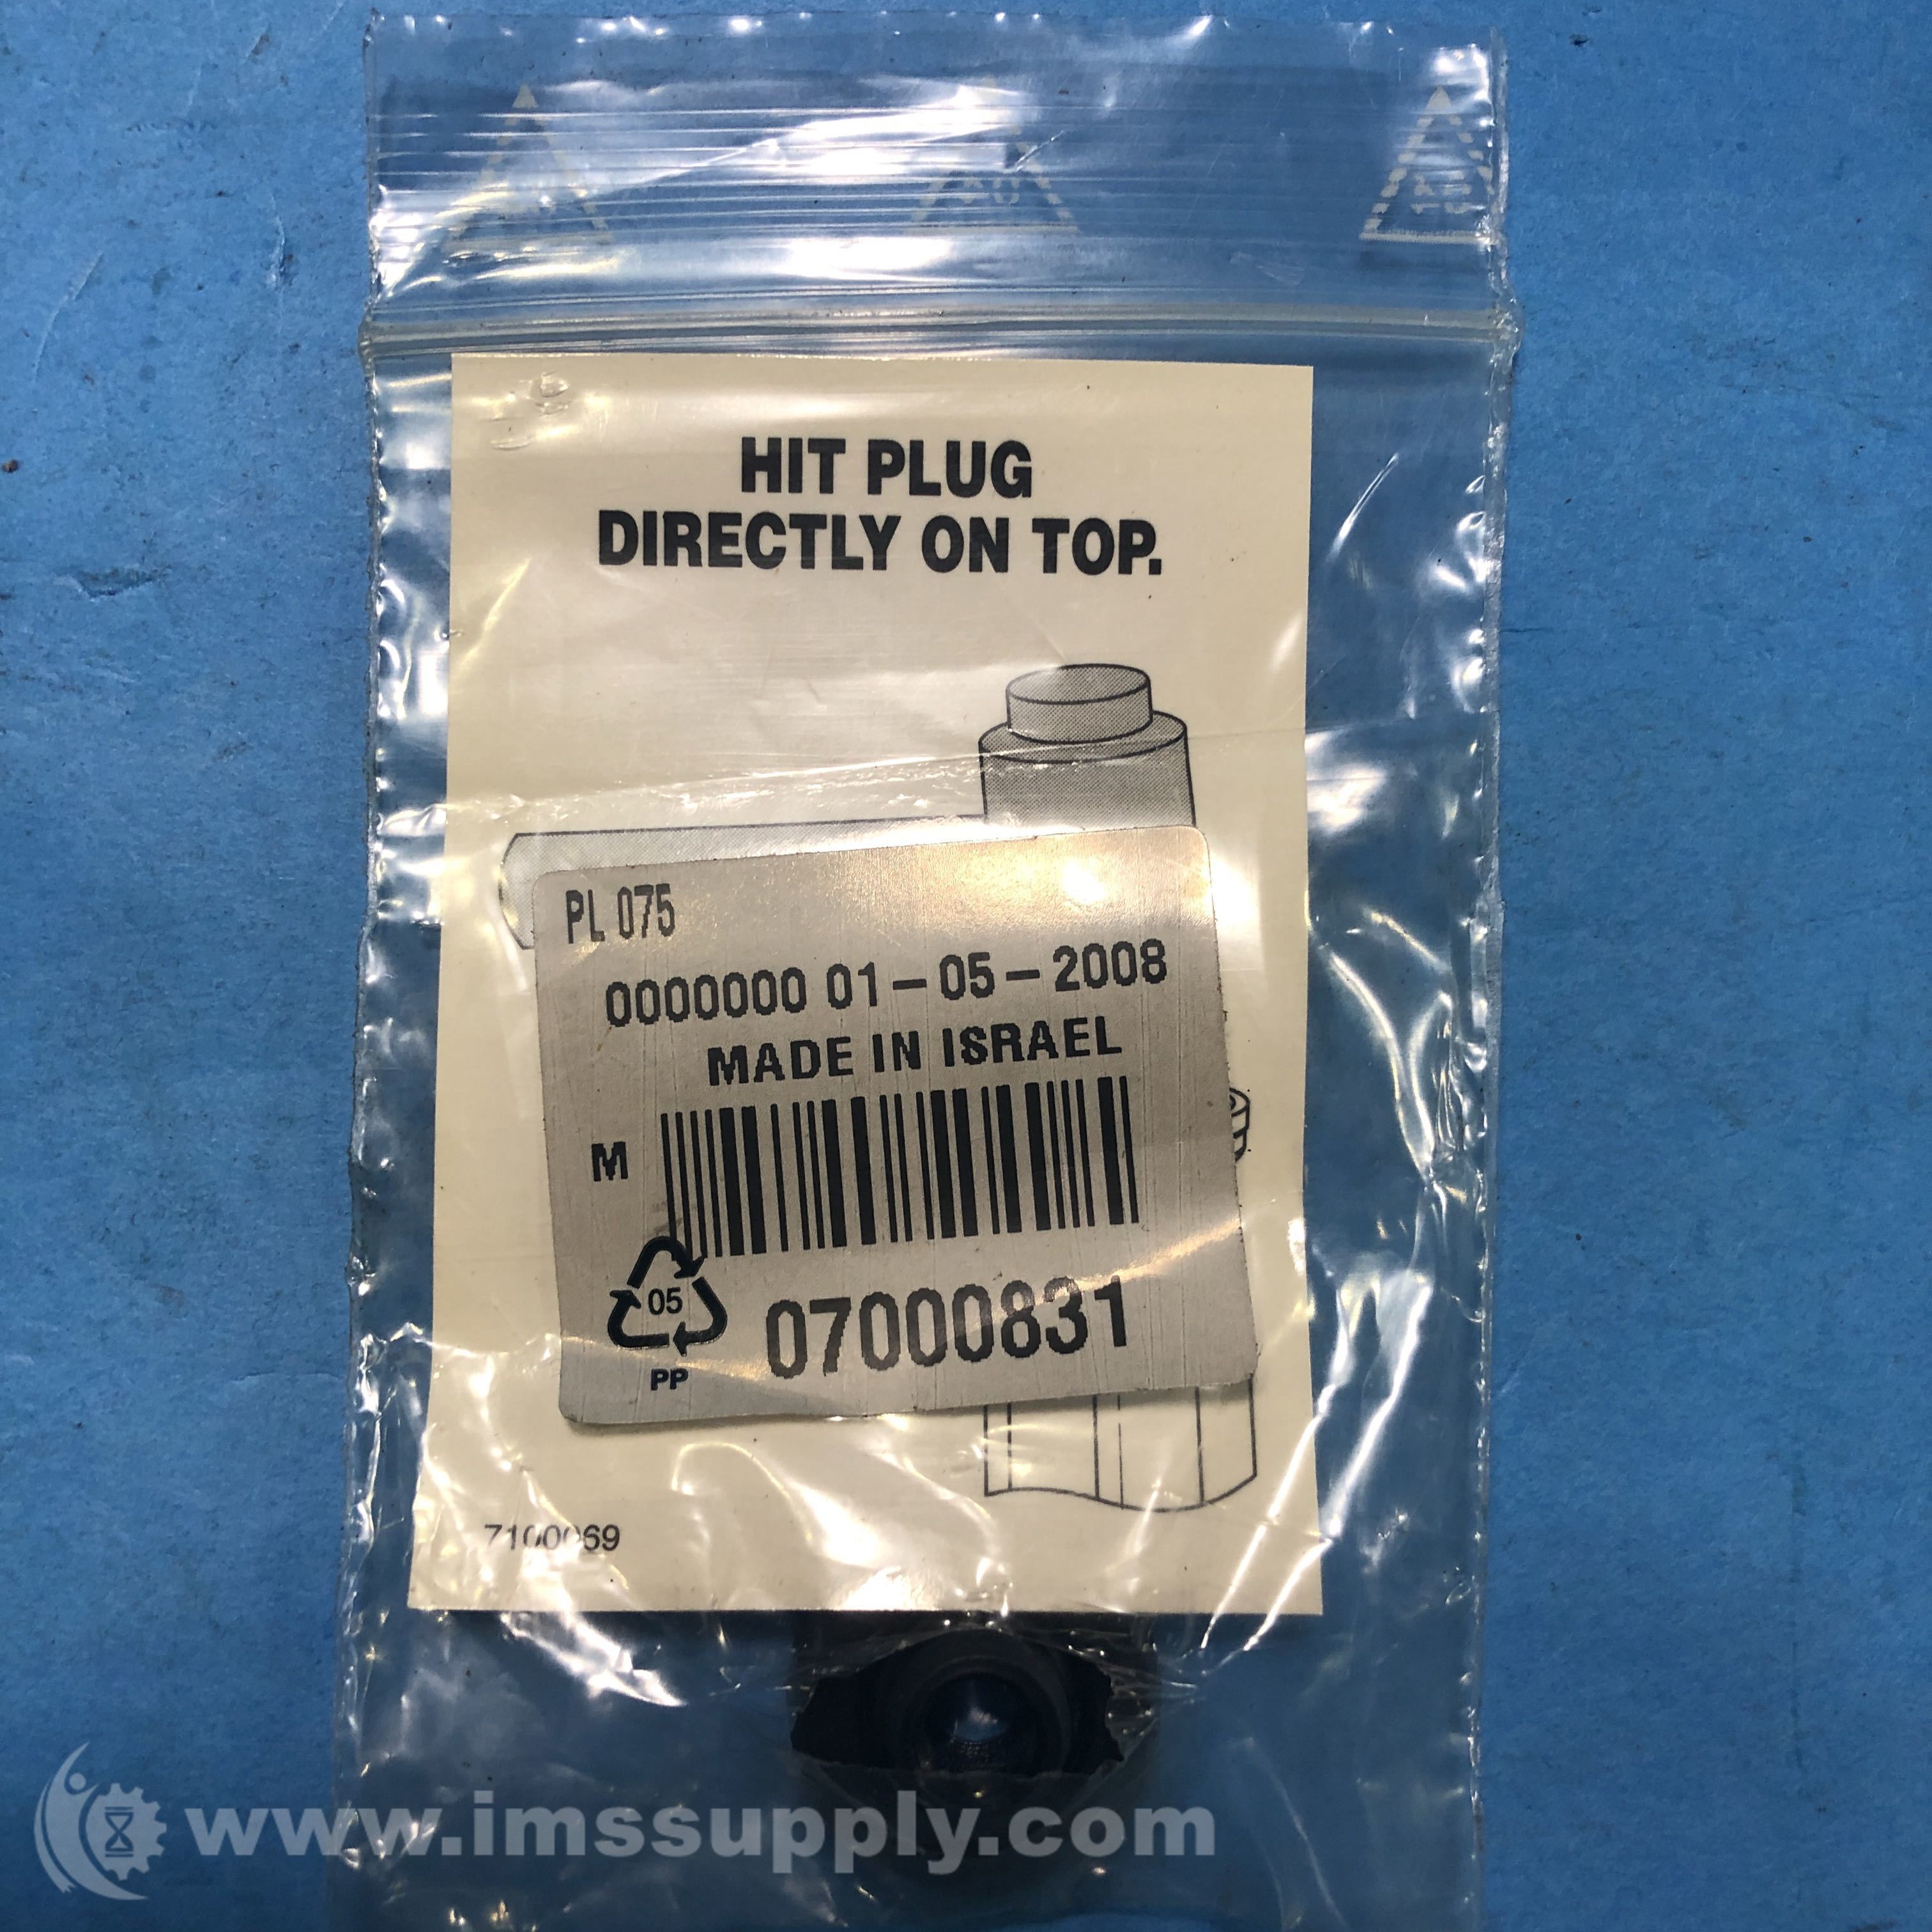 HIT PLUG
DIRECTLY ON TOP.
PL 075
0000000 01-05-2008
MADE IN ISRAEL
M
05
PP
07000831
www.imssupply.com